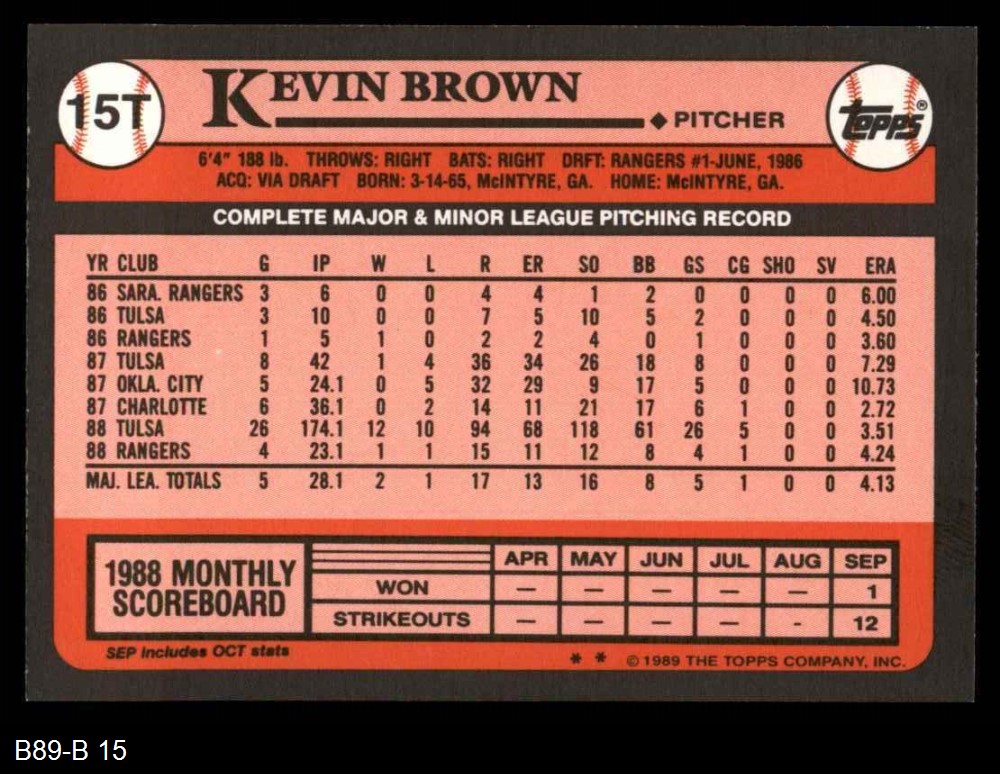 15T
KEVIN BROWN
◆ PITCHER
TOPPS®
6'4" 188 lb. THROWS: RIGHT BATS: RIGHT DRFT: RANGERS #1-JUNE, 1986
ACQ: VIA DRAFT BORN: 3-14-65, McINTYRE, GA. HOME: McINTYRE, GA.
COMPLETE MAJOR & MINOR LEAGUE PITCHING RECORD
YR CLUB G IP W L R ER SO BB GS CG SHO SV ERA
86 SARA. RANGERS 3 6 0 0 4 4 1 2 0 0 0 0 6.00
86 TULSA 3 10 0 0 7 5 10 5 2 0 0 0 4.50
86 RANGERS 1 5 1 0 2 2 4 0 1 0 0 0 3.60
87 TULSA 8 42 1 4 36 34 26 18 8 0 0 0 7.29
87 OKLA. CITY 5 24.1 0 5 32 29 9 17 5 0 0 0 10.73
87 CHARLOTTE 6 36.1 0 2 14 11 21 17 6 1 0 0 2.72
88 TULSA 26 174.1 12 10 94 68 118 61 26 5 0 0 3.51
88 RANGERS 4 23.1 1 1 15 11 12 8 4 1 0 0 4.24
MAJ. LEA. TOTALS 5 28.1 2 1 17 13 16 8 5 1 0 0 4.13
1988 MONTHLY
SCOREBOARD
APR MAY JUN JUL AUG SEP
WON — — — — — 1
STRIKEOUTS — — — — - 12
SEP includes OCT stats
* * © 1989 THE TOPPS COMPANY, INC.
B89-B 15